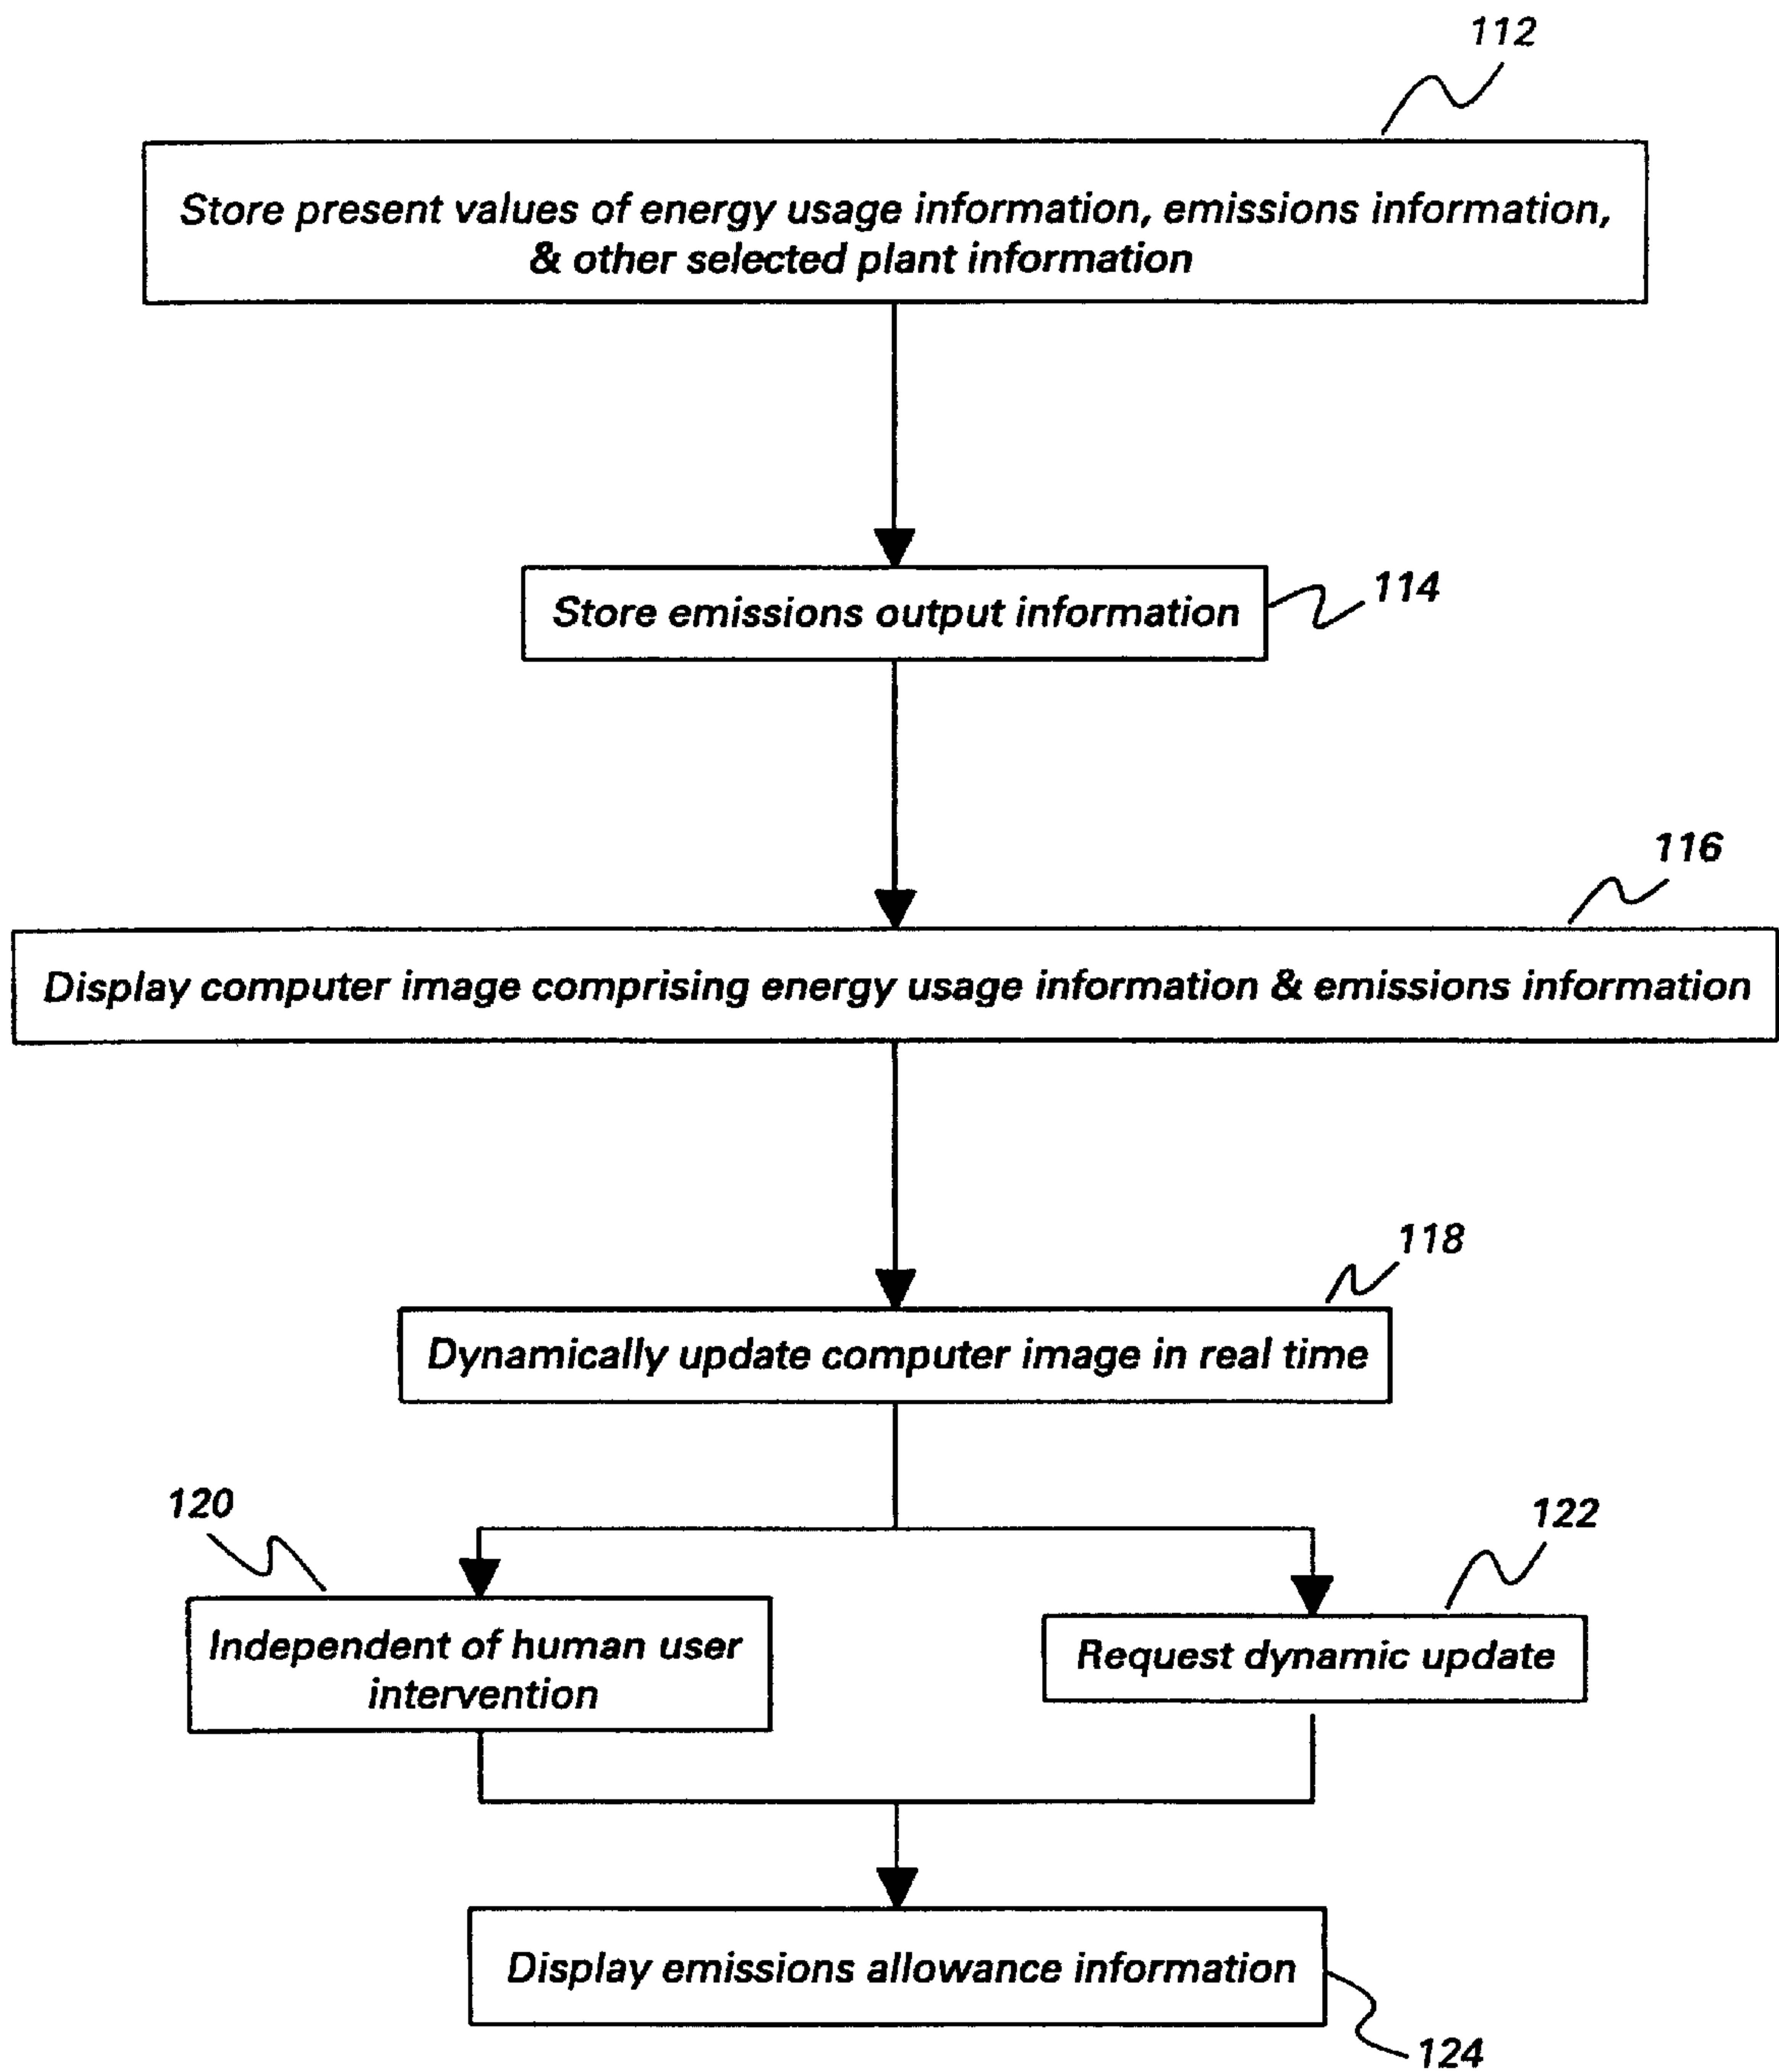 112
Store present values of energy usage information, emissions information,
& other selected plant information
Store emissions output information
114
116
Display computer image comprising energy usage information & emissions information
118
Dynamically update computer image in real time
120
122
Independent of human user
intervention
Request dynamic update
Display emissions allowance information
124